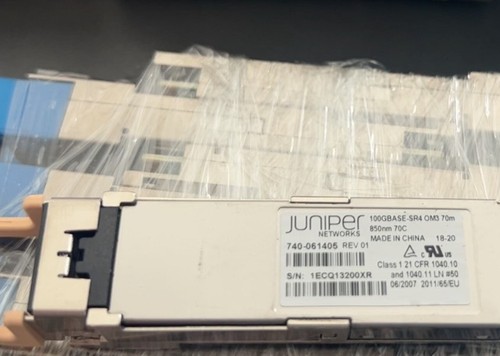 JUNIPER
NETWORKS
740-061405 REV 01
S/N: 1ECQ13200XR
100GBASE-SR4 OM3 70m
850nm 70C
MADE IN CHINA 18-20
c US
Class 1 21 CFR 1040.10
and 1040.11 LN #50
06/2007 2011/65/EU